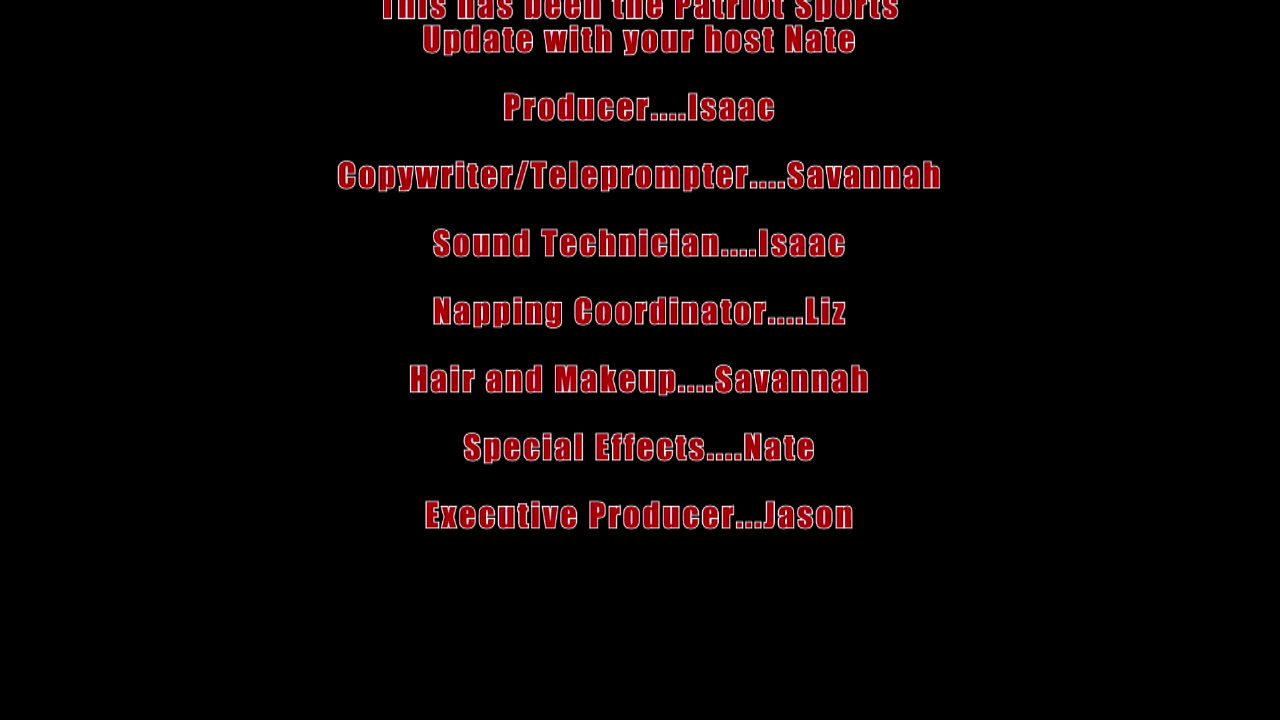 This has been the Patriot Sports
Update with your host Nate
Producer....Isaac
Copywriter/Teleprompter....Savannah
Sound Technician....Isaac
Napping Coordinator....Liz
Hair and Makeup....Savannah
Special Effects....Nate
Executive Producer...Jason